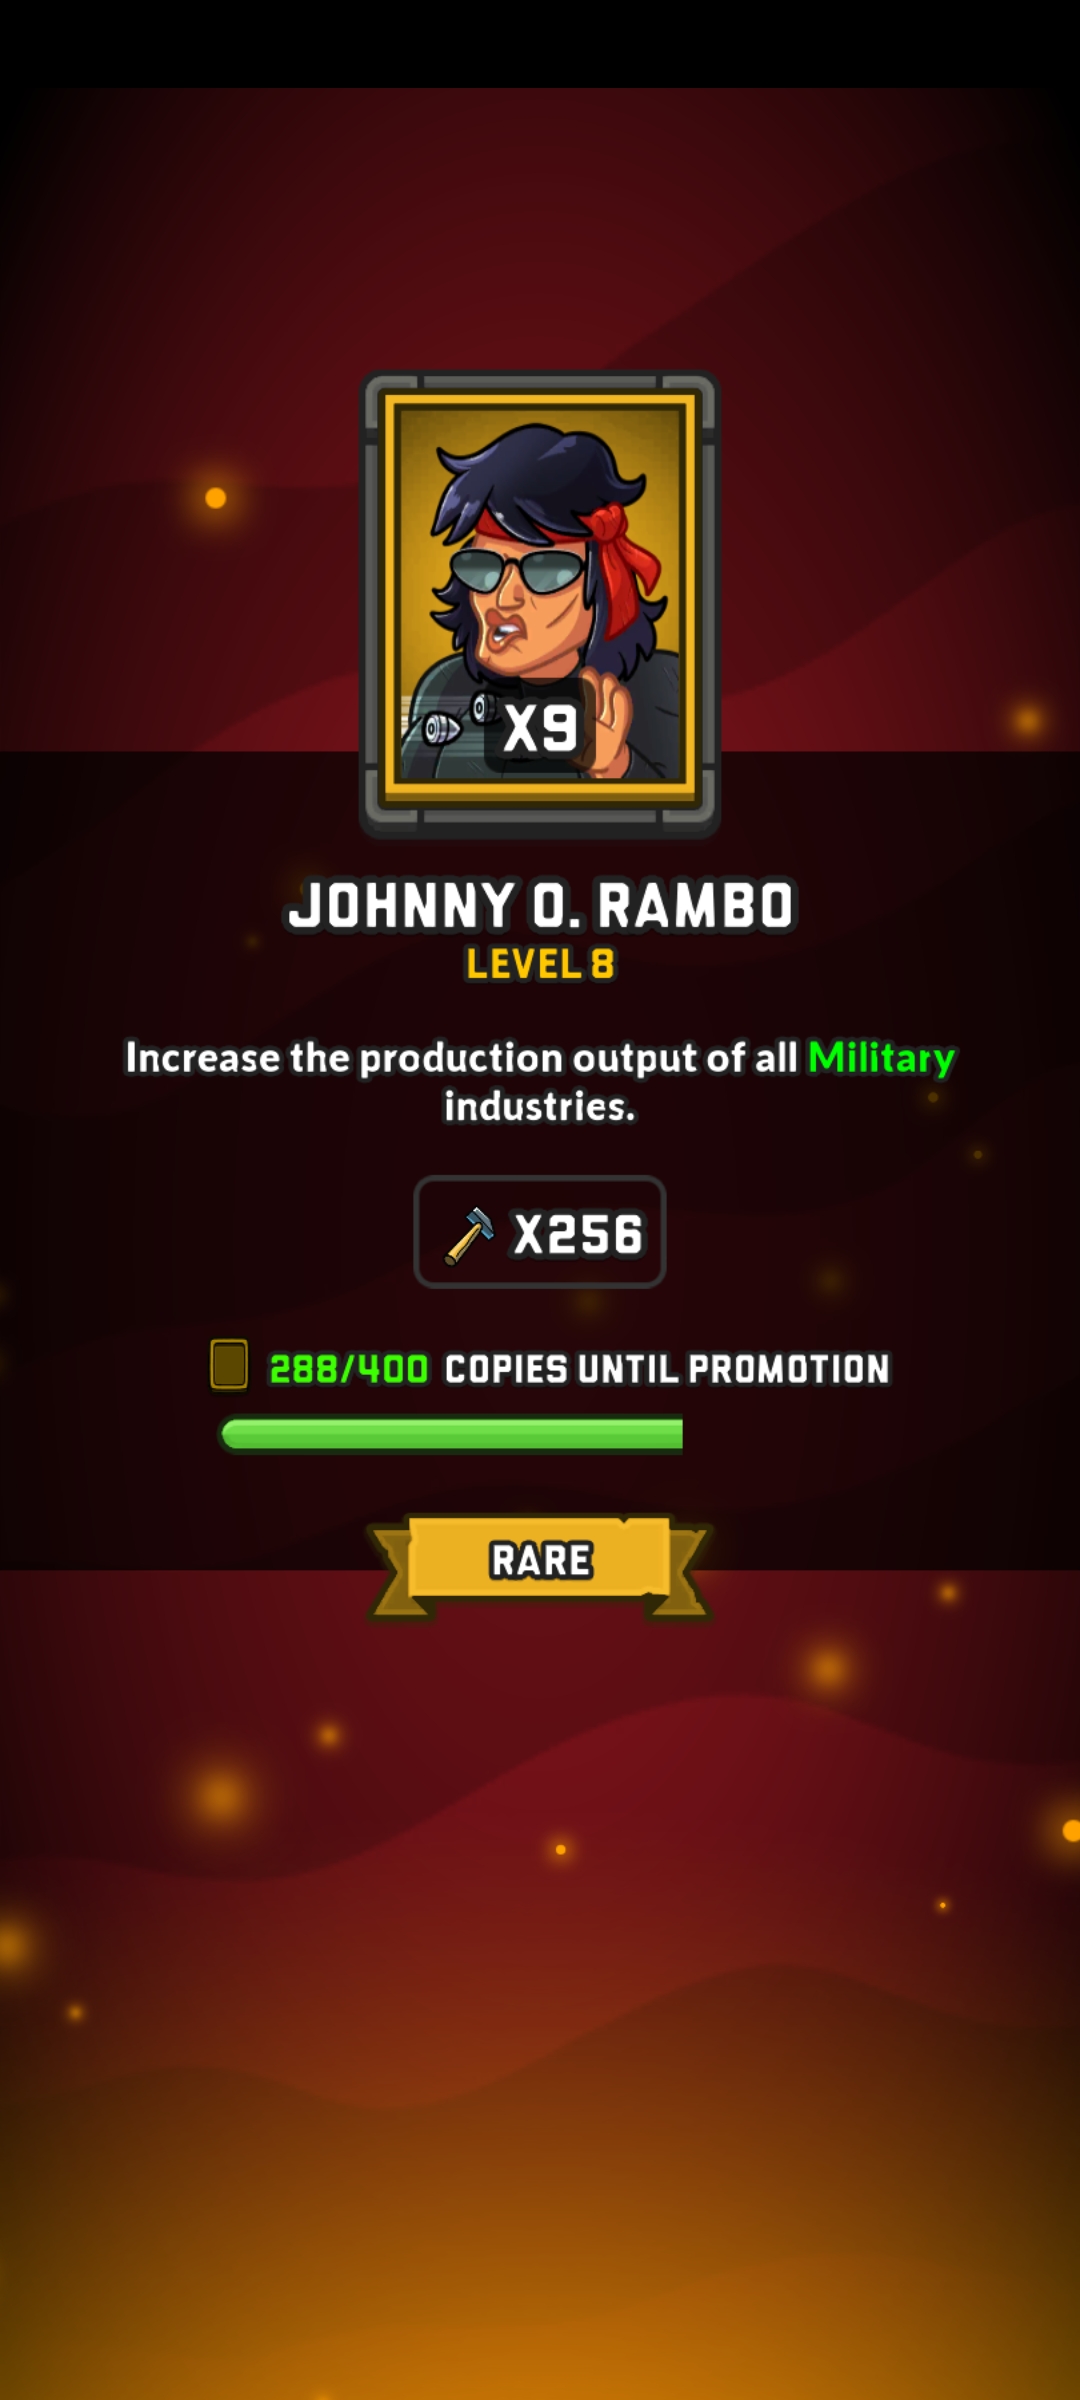 X9
JOHNNY O. RAMBO
LEVEL 8
Increase the production output of all Military
industries.
X256
288/400 COPIES UNTIL PROMOTION
RARE